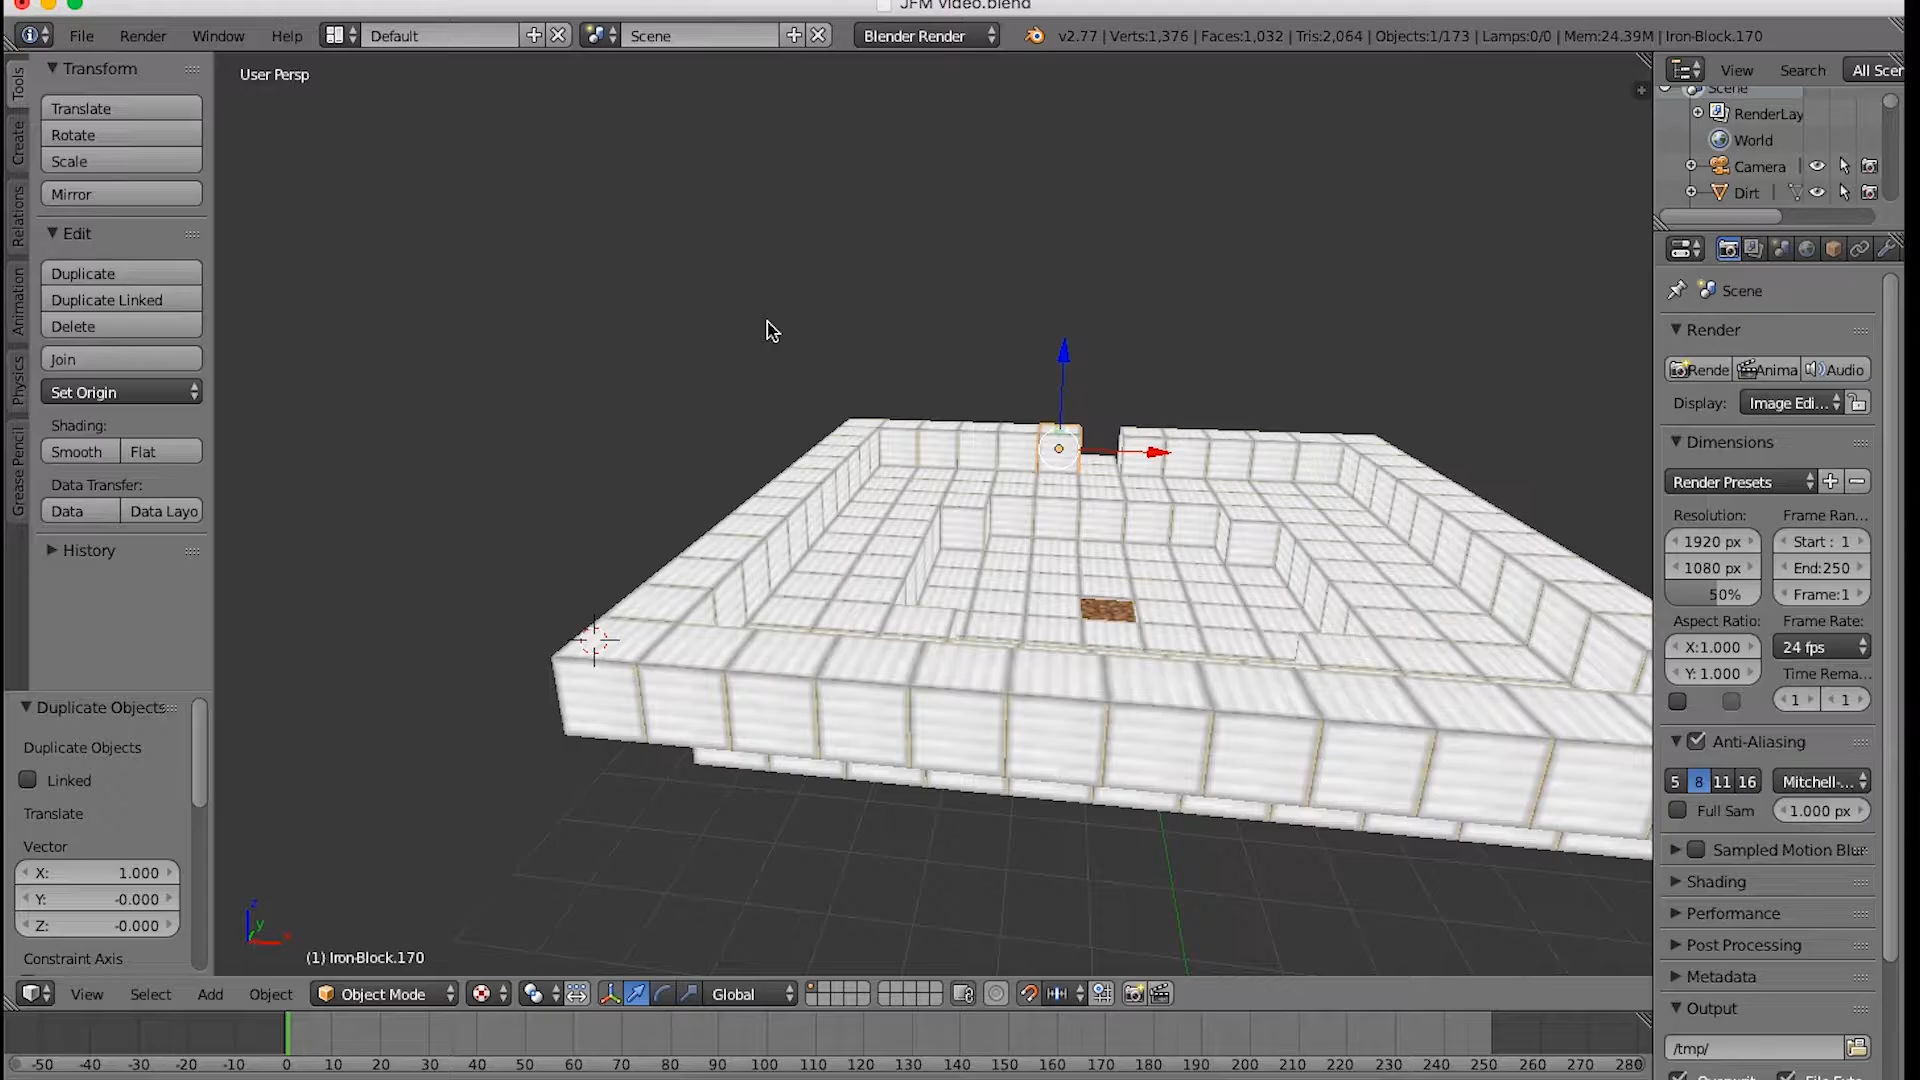 JFM Video.blend
File Render Window Help Default Scene Blender Render v2.77 | Verts:1,376 | Faces:1,032 | Tris:2,064 | Objects:1/173 | Lamps:0/0 | Mem:24.39M | Iron-Block.170
Tools
Create
Relations
Animation
Physics
Grease Pencil
Transform
Translate
Rotate
Scale
Mirror
Edit
Duplicate
Duplicate Linked
Delete
Join
Set Origin
Shading:
Smooth Flat
Data Transfer:
Data Data Layo
History
Duplicate Objects
Duplicate Objects
Linked
Translate
Vector
X: 1.000
Y: -0.000
Z: -0.000
Constraint Axis
User Persp
z
y
x
(1) Iron-Block.170
View Select Add Object Object Mode Global
-50 -40 -30 -20 -10 0 10 20 30 40 50 60 70 80 90 100 110 120 130 140 150 160 170 180 190 200 210 220 230 240 250 260 270 280
View Search All Scer
Scene
RenderLay
World
Camera
Dirt
Scene
Render
Rende Anima Audio
Display: Image Edi...
Dimensions
Render Presets
Resolution: Frame Ran...
1920 px Start : 1
1080 px End:250
50% Frame:1
Aspect Ratio: Frame Rate:
X:1.000 24 fps
Y: 1.000 Time Rema...
1 1
Anti-Aliasing
5 8 11 16 Mitchell-...
Full Sam 1.000 px
Sampled Motion Blur
Shading
Performance
Post Processing
Metadata
Output
/tmp/
Overwrit File Exte